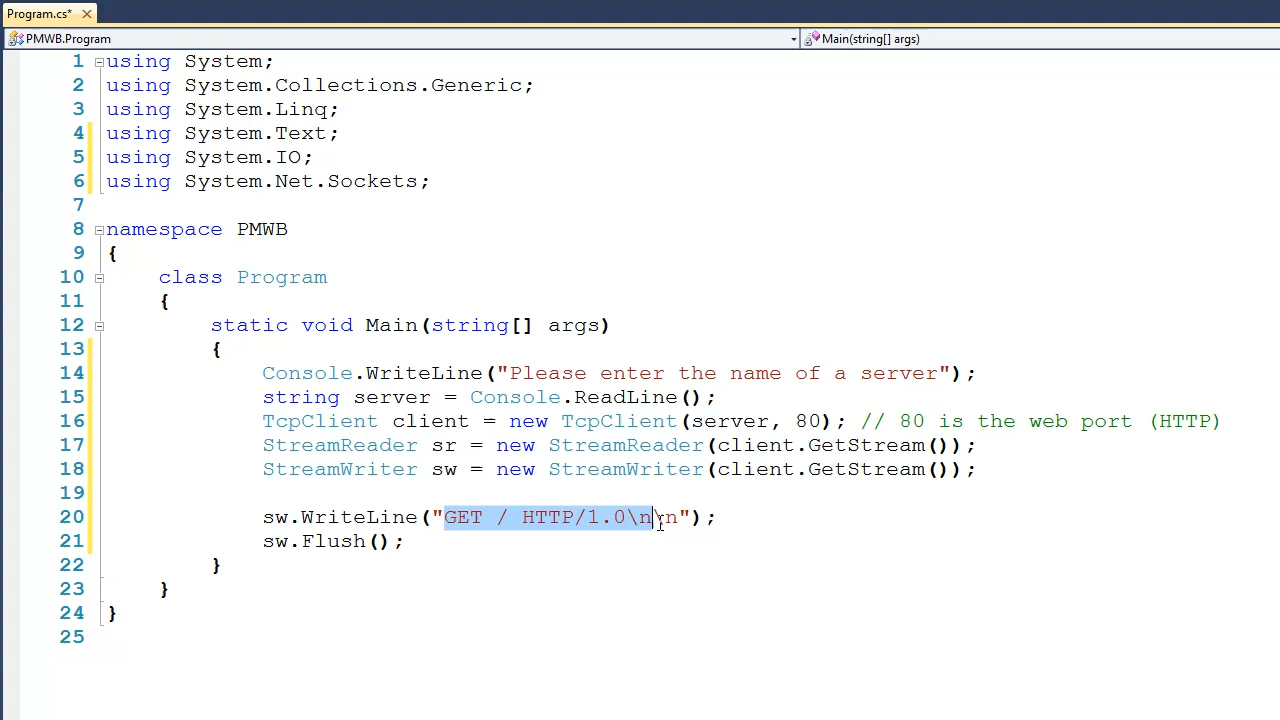 Program.cs*
PMWB.Program
Main(string[] args)
1 using System;
2 using System.Collections.Generic;
3 using System.Linq;
4 using System.Text;
5 using System.IO;
6 using System.Net.Sockets;
7
8 namespace PMWB
9 {
10 class Program
11 {
12 static void Main(string[] args)
13 {
14 Console.WriteLine("Please enter the name of a server");
15 string server = Console.ReadLine();
16 TcpClient client = new TcpClient(server, 80); // 80 is the web port (HTTP)
17 StreamReader sr = new StreamReader(client.GetStream());
18 StreamWriter sw = new StreamWriter(client.GetStream());
19
20 sw.WriteLine("GET / HTTP/1.0\n\n");
21 sw.Flush();
22 }
23 }
24 }
25